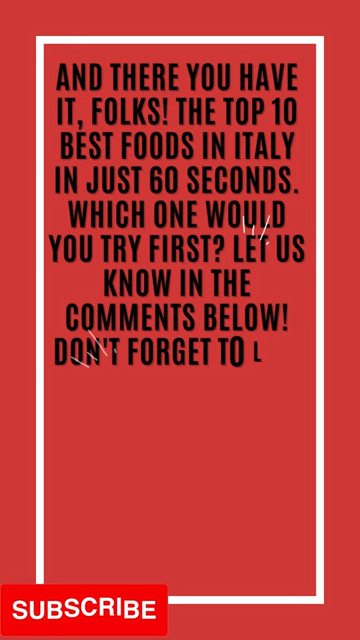 AND THERE YOU HAVE
IT, FOLKS! THE TOP 10
BEST FOODS IN ITALY
IN JUST 60 SECONDS.
WHICH ONE WOULD
YOU TRY FIRST? LET US
KNOW IN THE
COMMENTS BELOW!
DON'T FORGET TO L
SUBSCRIBE